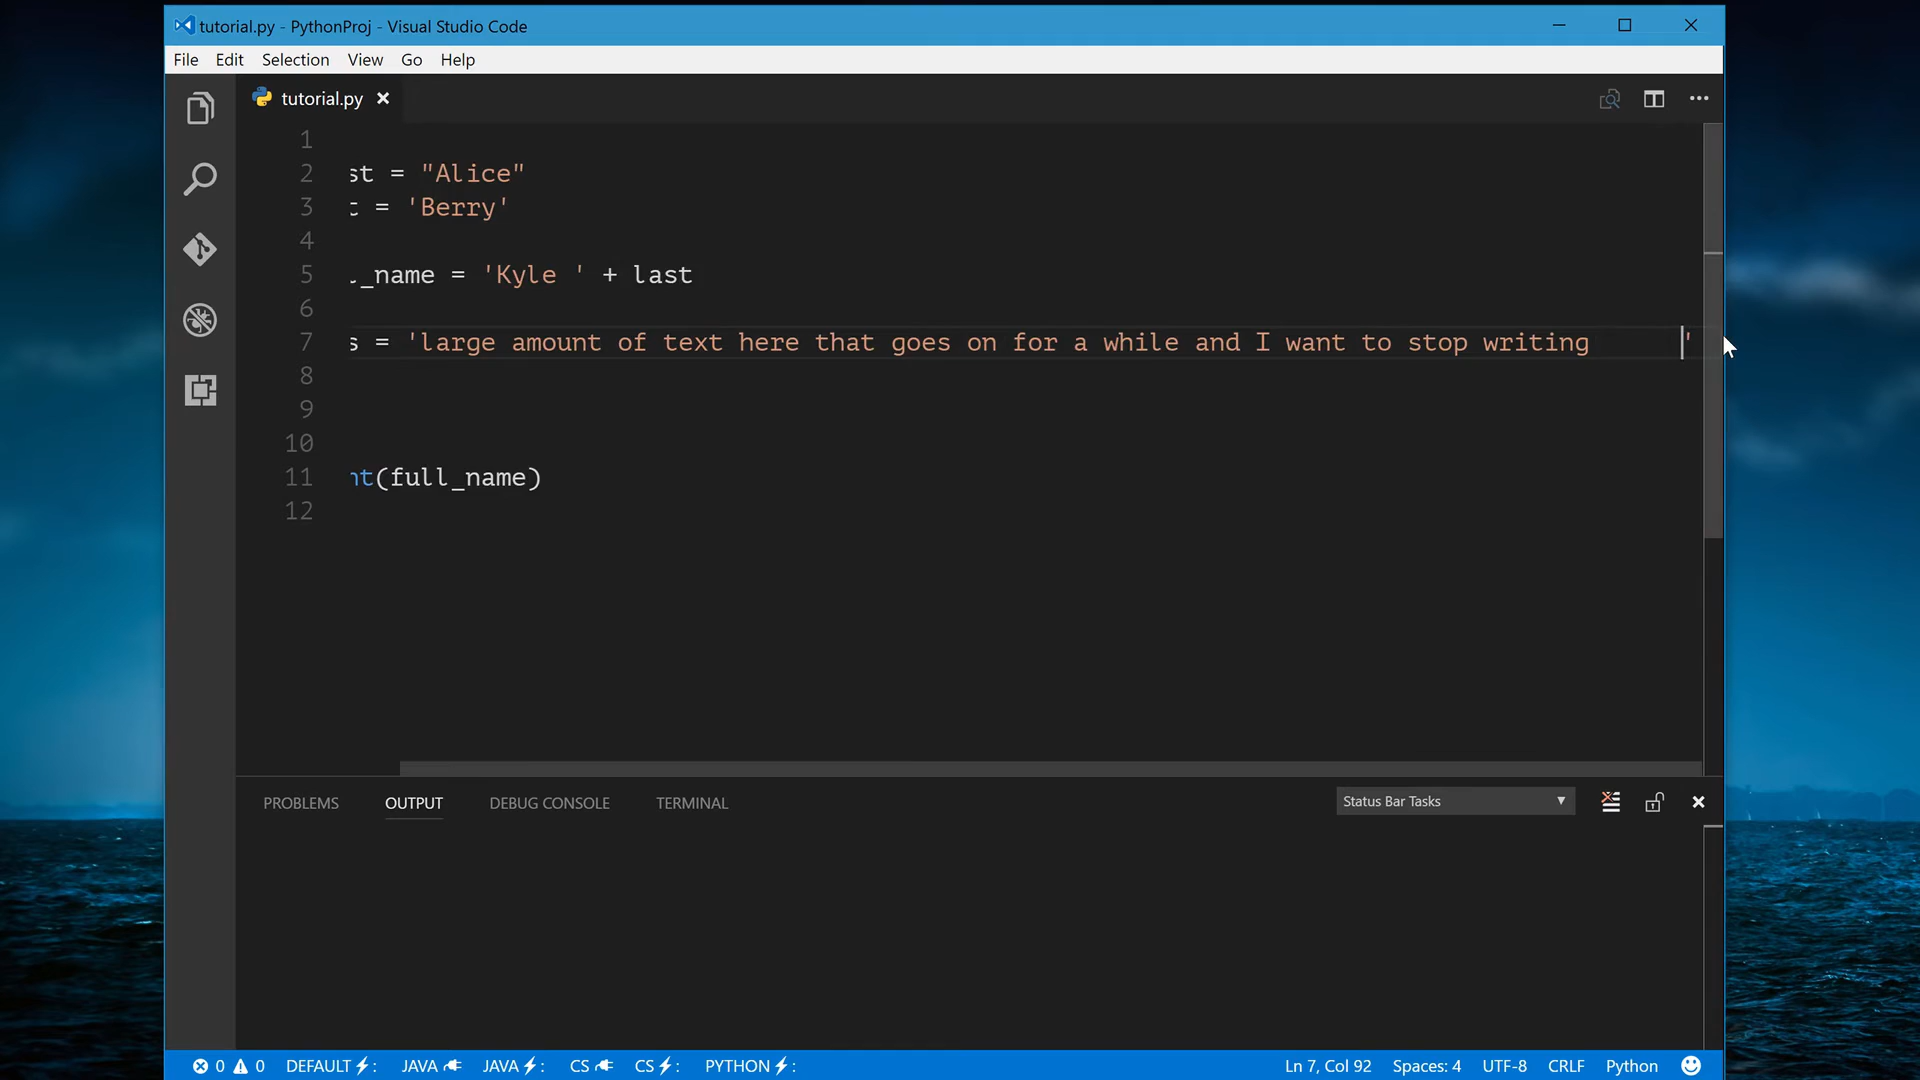 tutorial.py - PythonProj - Visual Studio Code
File Edit Selection View Go Help
tutorial.py
1
2 st = "Alice"
3 t = 'Berry'
4
5 l_name = 'Kyle ' + last
6
7 s = 'large amount of text here that goes on for a while and I want to stop writing      '
8
9
10
11 nt(full_name)
12
PROBLEMS OUTPUT DEBUG CONSOLE TERMINAL Status Bar Tasks
0 0 DEFAULT : JAVA JAVA : CS CS : PYTHON : Ln 7, Col 92 Spaces: 4 UTF-8 CRLF Python